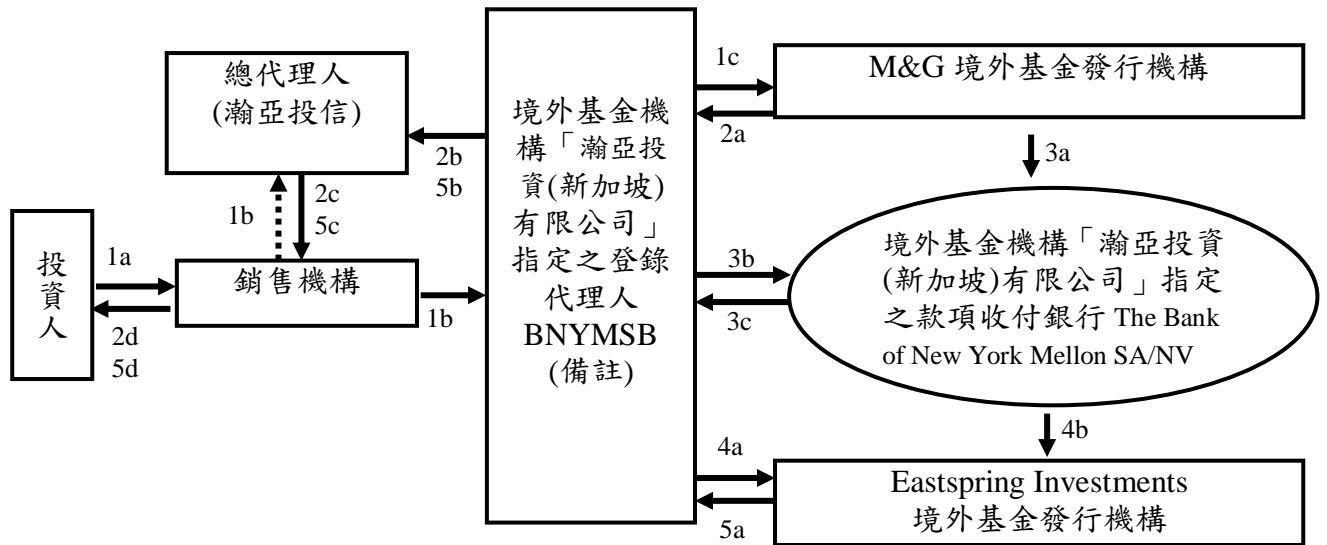 總代理人
(瀚亞投信)
1b
2c
5c
投
資
人
1a
2d
5d
銷售機構
1b
2b
5b
境外基金機
構「瀚亞投
資(新加坡)
有限公司」
指定之登錄
代理人
BNYMSB
(備註)
1c
2a
M&G 境外基金發行機構
3a
3b
3c
境外基金機構「瀚亞投資
(新加坡)有限公司」指定
之款項收付銀行 The Bank
of New York Mellon SA/NV
4b
4a
5a
Eastspring Investments
境外基金發行機構